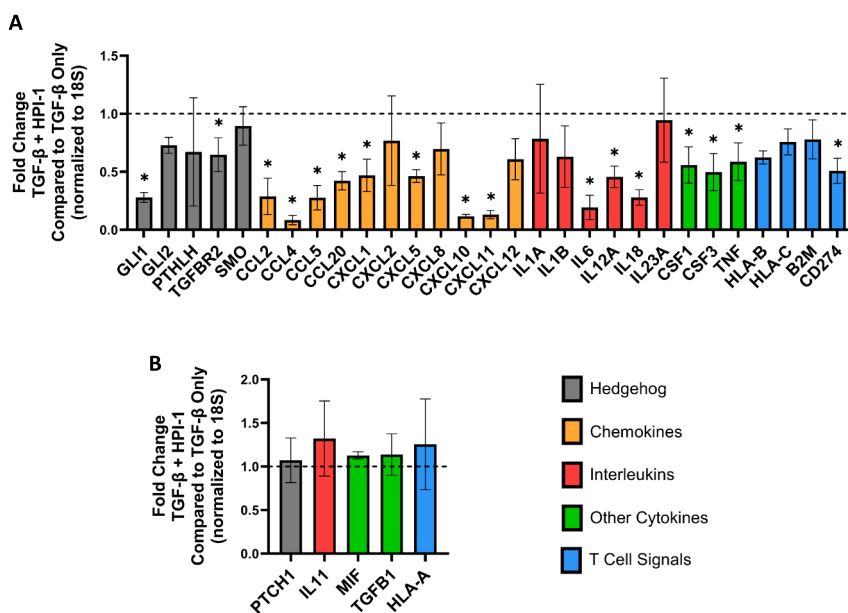 A
Fold Change
TGF-β + HPI-1
Compared to TGF-β Only
(normalized to 18S)
1.5
1.0
0.5
0.0
* * * * * * * * * * * * * * * *
GLI1 GLI2 PTHLH TGFBR2 SMO CCL2 CCL4 CCL5 CCL20 CXCL1 CXCL2 CXCL5 CXCL8 CXCL10 CXCL11 CXCL12 IL1A IL1B IL6 IL12A IL18 IL23A CSF1 CSF3 TNF HLA-B HLA-C B2M CD274
B
Fold Change
TGF-β + HPI-1
Compared to TGF-β Only
(normalized to 18S)
2.0
1.5
1.0
0.5
0.0
PTCH1 IL11 MIF TGFB1 HLA-A
Hedgehog
Chemokines
Interleukins
Other Cytokines
T Cell Signals